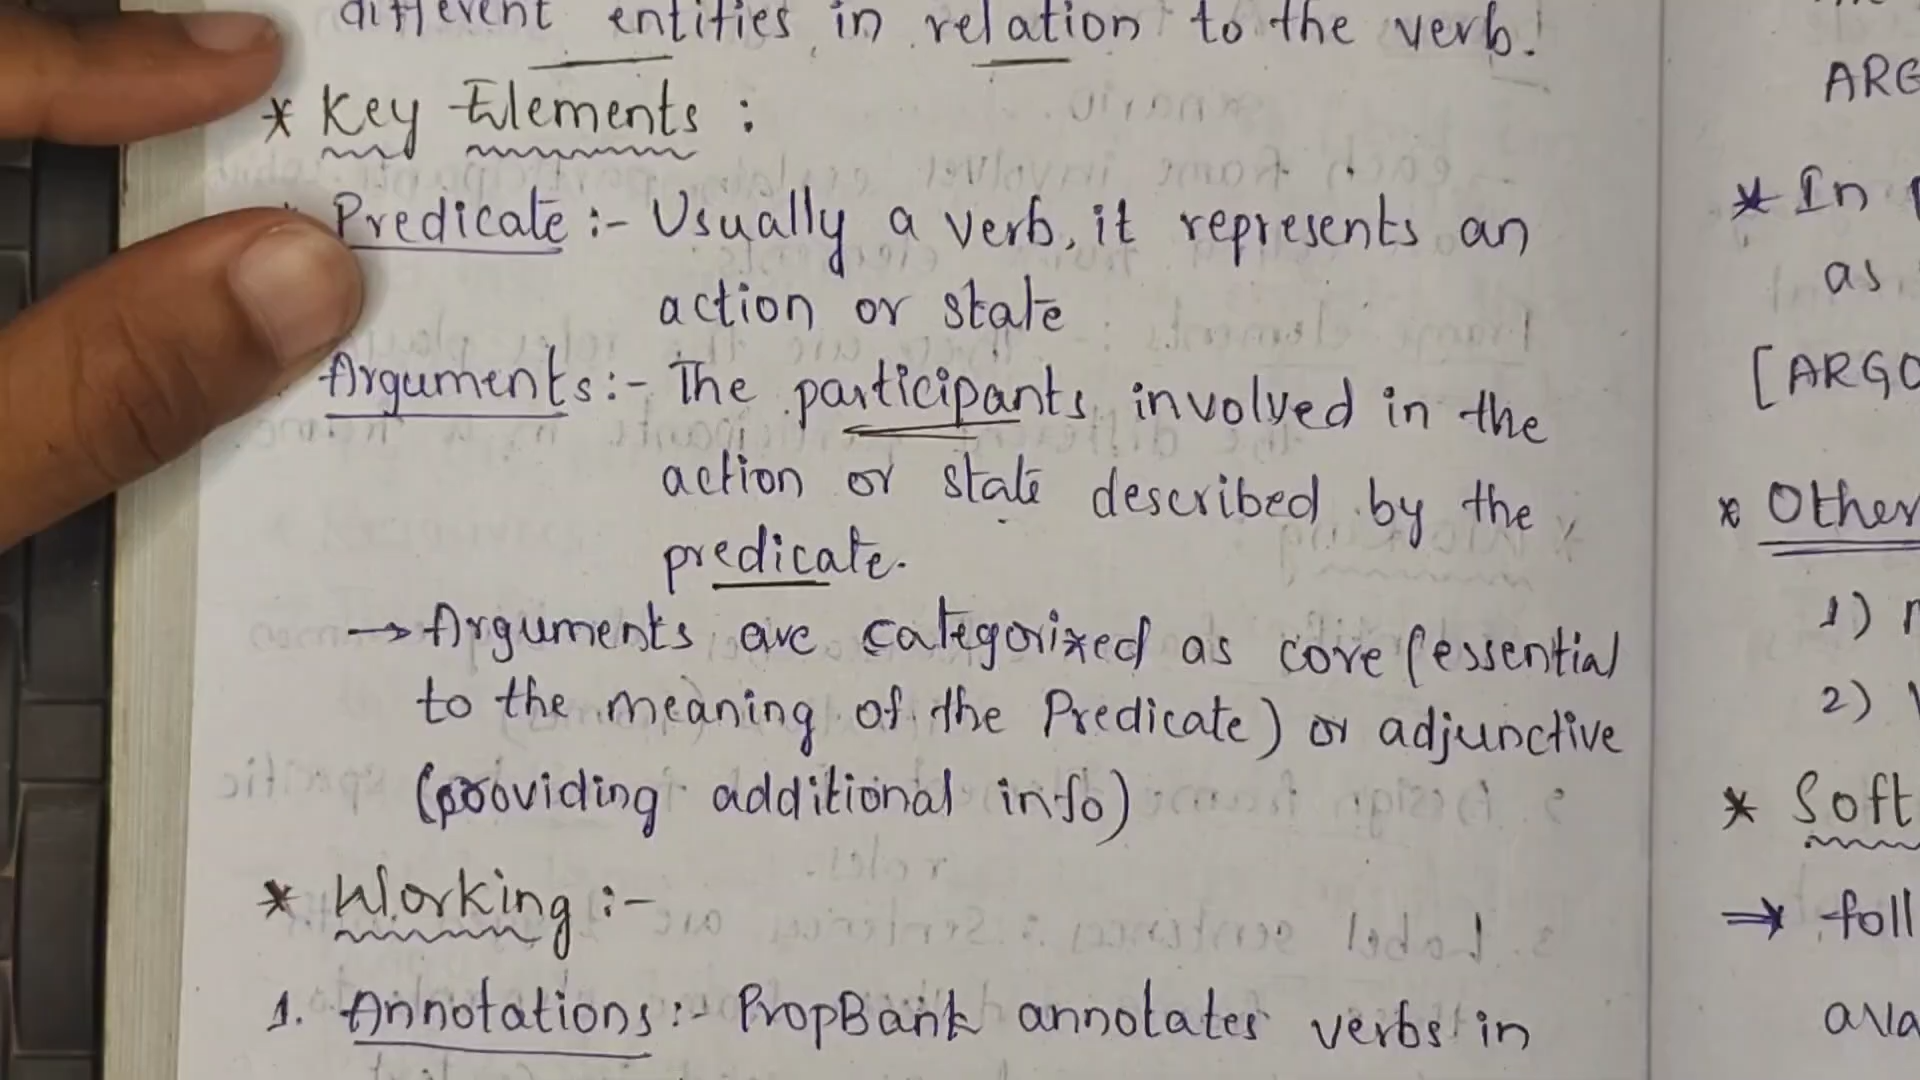 different entities in relation to the verb.
* Key Elements :
Predicate :- Usually a verb, it represents an
action or state
Arguments :- The participants involved in the
action or state described by the
predicate.
→ Arguments are categorized as core (essential
to the meaning of the Predicate) or adjunctive
(providing additional info)
* Working :-
1. Annotations :- PropBank annotates verbs in
ARG
* In
as
[ARG0
* Other
1)
2)
* Soft
⇒ foll
ava